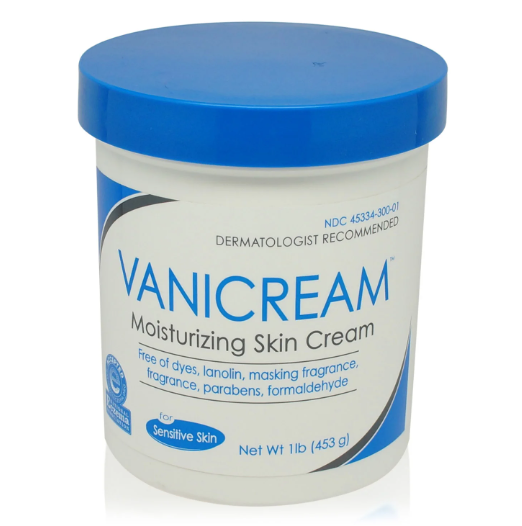 NDC 45334-300-01
DERMATOLOGIST RECOMMENDED
VANICREAM™
Moisturizing Skin Cream
Free of dyes, lanolin, masking fragrance,
fragrance, parabens, formaldehyde
for
Sensitive Skin
Net Wt 1lb (453 g)
Eczema